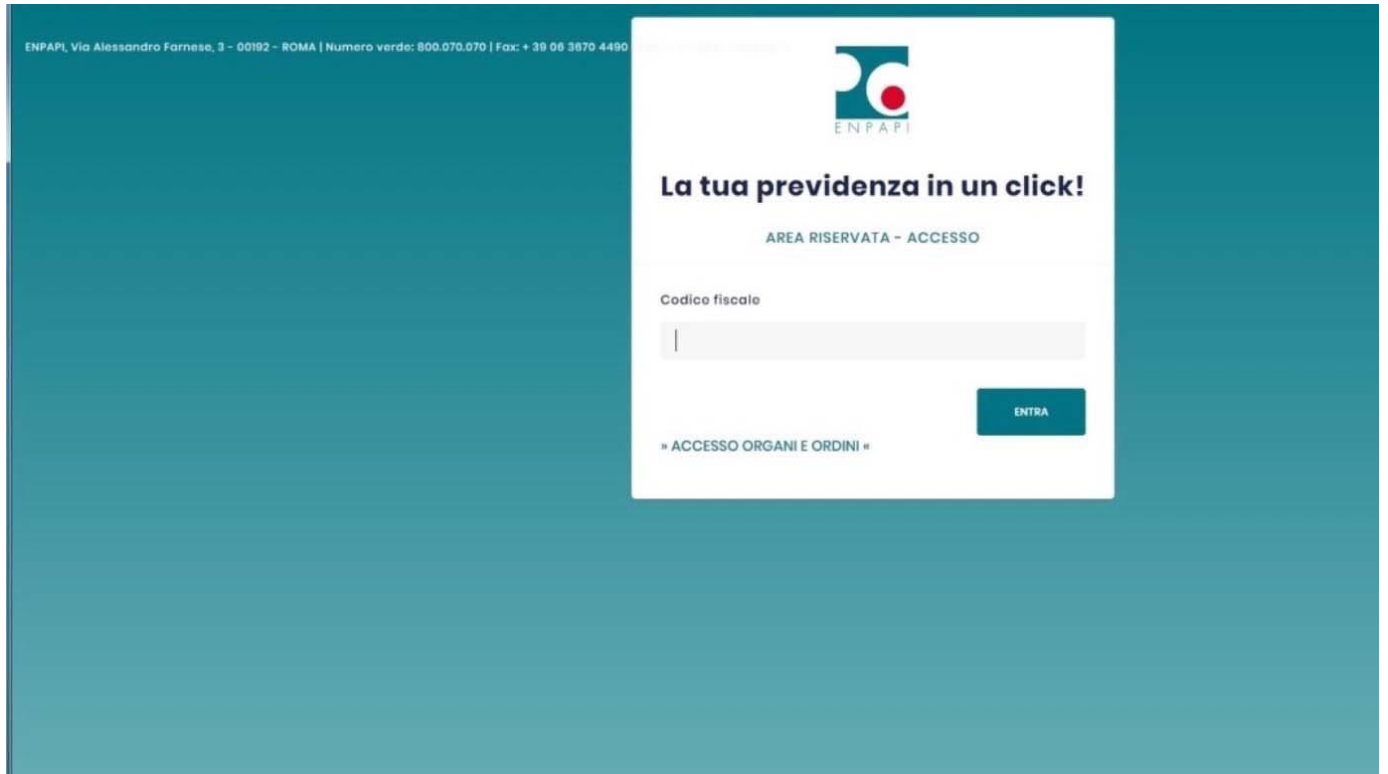 ENPAPI, Via Alessandro Farnese, 3 - 00192 - ROMA | Numero verde: 800.070.070 | Fax: + 39 06 3670 4490
ENPAPI
La tua previdenza in un click!
AREA RISERVATA - ACCESSO
Codice fiscale
ENTRA
» ACCESSO ORGANI E ORDINI «